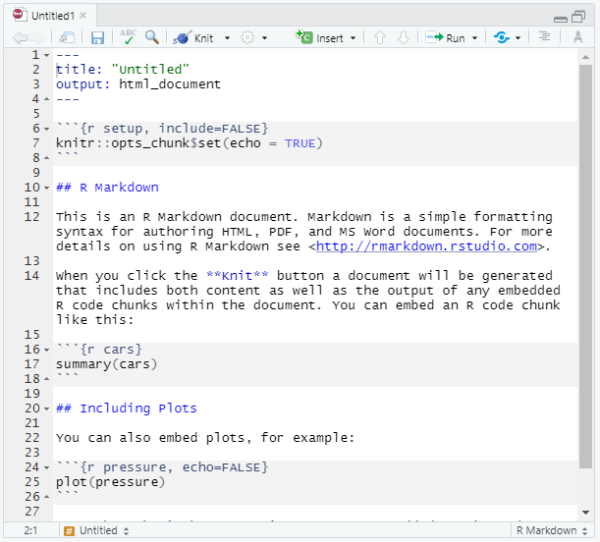 Untitled1
ABC Knit Insert Run
1 ---
2 title: "Untitled"
3 output: html_document
4 ---
5
6 ```{r setup, include=FALSE}
7 knitr::opts_chunk$set(echo = TRUE)
8 ```
9
10 ## R Markdown
11
12 This is an R Markdown document. Markdown is a simple formatting
syntax for authoring HTML, PDF, and MS Word documents. For more
details on using R Markdown see <http://rmarkdown.rstudio.com>.
13
14 When you click the **Knit** button a document will be generated
that includes both content as well as the output of any embedded
R code chunks within the document. You can embed an R code chunk
like this:
15
16 ```{r cars}
17 summary(cars)
18 ```
19
20 ## Including Plots
21
22 You can also embed plots, for example:
23
24 ```{r pressure, echo=FALSE}
25 plot(pressure)
26 ```
27
2:1 # Untitled R Markdown